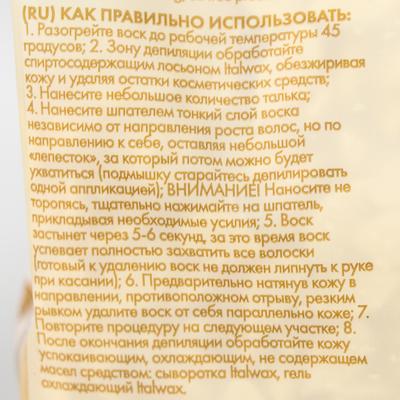 (RU) КАК ПРАВИЛЬНО ИСПОЛЬЗОВАТЬ:
1. Разогрейте воск до рабочей температуры 45
градусов; 2. Зону депиляции обработайте
спиртосодержащим лосьоном Italwax, обезжиривая
кожу и удаляя остатки косметических средств;
3. Нанесите небольшое количество талька;
4. Нанесите шпателем тонкий слой воска
независимо от направления роста волос, но по
направлению к себе, оставляя небольшой
«лепесток», за который потом можно будет
ухватиться (подмышку старайтесь депилировать
одной аппликацией); ВНИМАНИЕ! Наносите не
торопясь, тщательно нажимайте на шпатель,
прикладывая необходимые усилия; 5. Воск
застынет через 5-6 секунд, за это время воск
успевает полностью захватить все волоски
(готовый к удалению воск не должен липнуть к руке
при касании); 6. Предварительно натянув кожу в
направлении, противоположном отрыву, резким
рывком удалите воск от себя параллельно коже; 7.
Повторите процедуру на следующем участке; 8.
После окончания депиляции обработайте кожу
успокаивающим, охлаждающим, не содержащем
масел средством: сыворотка Italwax, гель
охлаждающий Italwax.